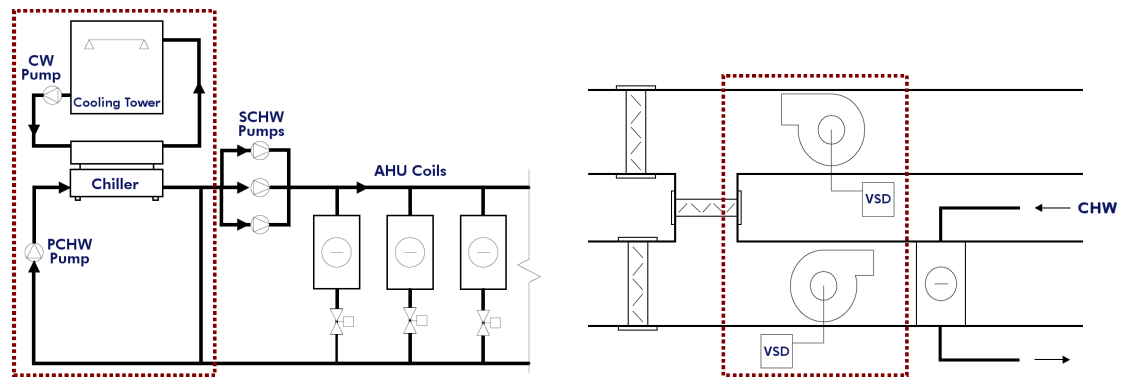 CW
Pump
Cooling Tower
SCHW
Pumps
Chiller
AHU Coils
PCHW
Pump
VSD
CHW
VSD